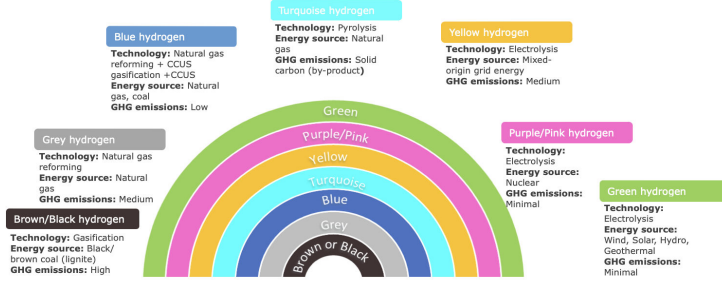 Turquoise hydrogen
Technology: Pyrolysis
Energy source: Natural
gas
GHG emissions: Solid
carbon (by-product)
Blue hydrogen
Technology: Natural gas
reforming + CCUS
gasification +CCUS
Energy source: Natural
gas, coal
GHG emissions: Low
Yellow hydrogen
Technology: Electrolysis
Energy source: Mixed-
origin grid energy
GHG emissions: Medium
Grey hydrogen
Technology: Natural gas
reforming
Energy source: Natural
gas
GHG emissions: Medium
Purple/Pink hydrogen
Technology:
Electrolysis
Energy source:
Nuclear
GHG emissions:
Minimal
Brown/Black hydrogen
Technology: Gasification
Energy source: Black/
brown coal (lignite)
GHG emissions: High
Green hydrogen
Technology:
Electrolysis
Energy source:
Wind, Solar, Hydro,
Geothermal
GHG emissions:
Minimal
Green
Purple/Pink
Yellow
Turquoise
Blue
Grey
Brown or Black